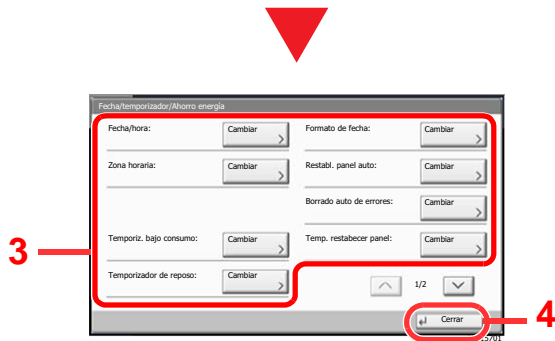 Fecha/temporizador/Ahorro energía
Fecha/hora: Cambiar Formato de fecha: Cambiar
Zona horaria: Cambiar Restabl. panel auto: Cambiar
Borrado auto de errores: Cambiar
3 Temporiz. bajo consumo: Cambiar Temp. restabecer panel: Cambiar
Temporizador de reposo: Cambiar 1/2
Cerrar 4